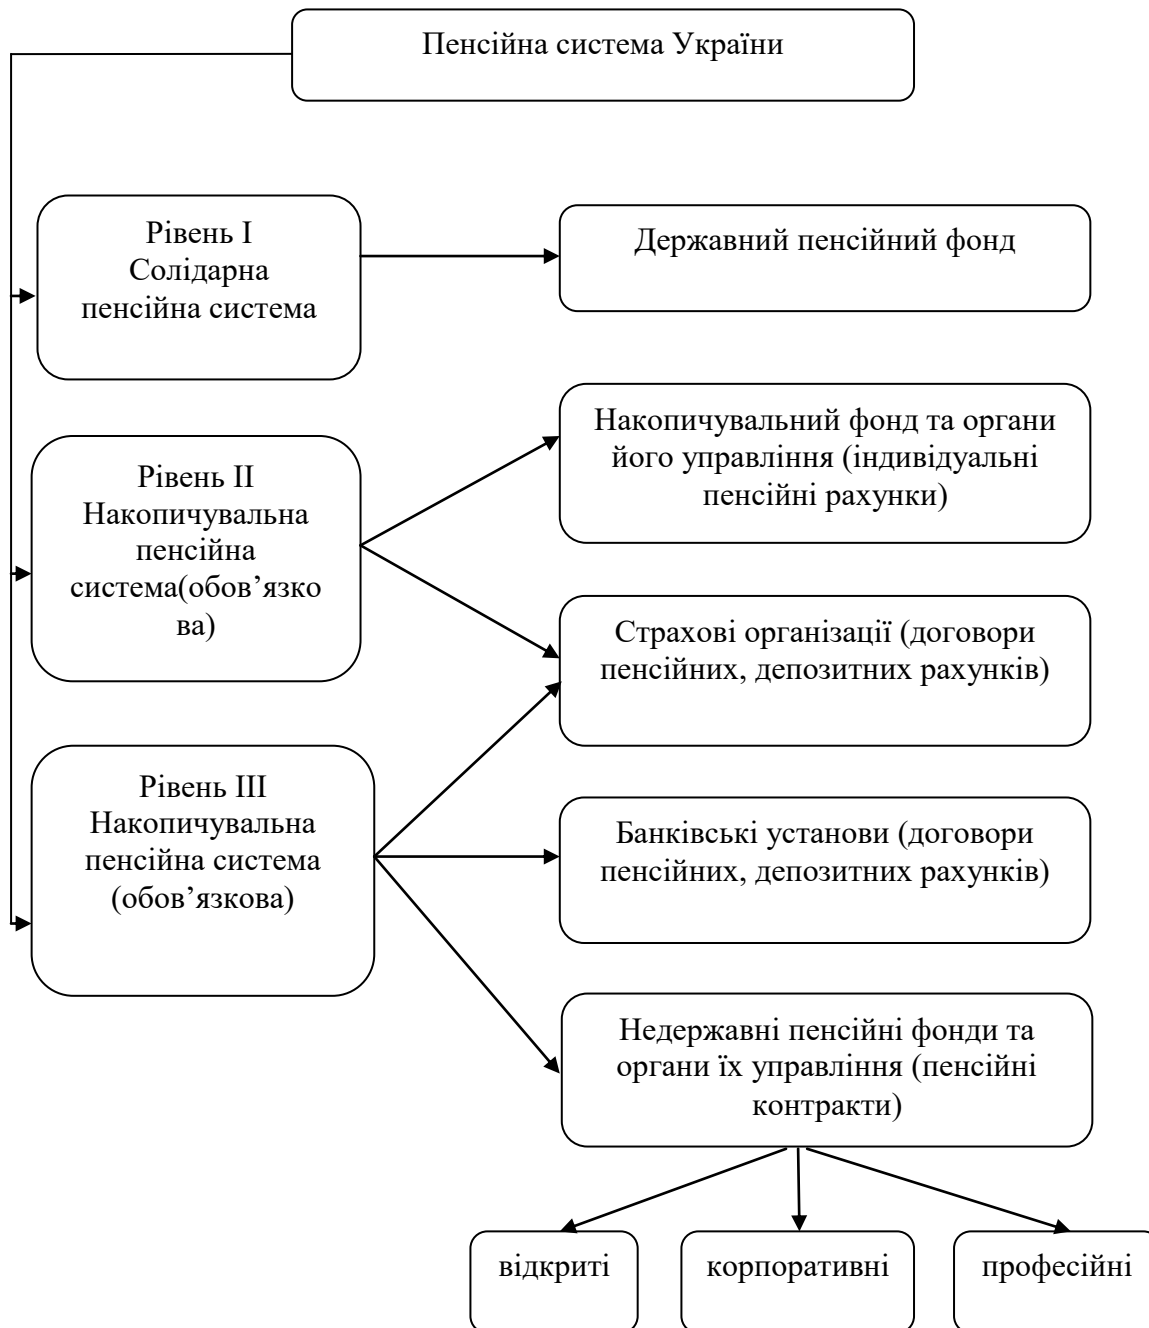 Пенсійна система України
Рівень І
Солідарна
пенсійна система
Державний пенсійний фонд
Рівень ІІ
Накопичувальна
пенсійна
система(обов’язко
ва)
Накопичувальний фонд та органи
його управління (індивідуальні
пенсійні рахунки)
Страхові організації (договори
пенсійних, депозитних рахунків)
Рівень ІІІ
Накопичувальна
пенсійна система
(обов’язкова)
Банківські установи (договори
пенсійних, депозитних рахунків)
Недержавні пенсійні фонди та
органи їх управління (пенсійні
контракти)
відкриті
корпоративні
професійні